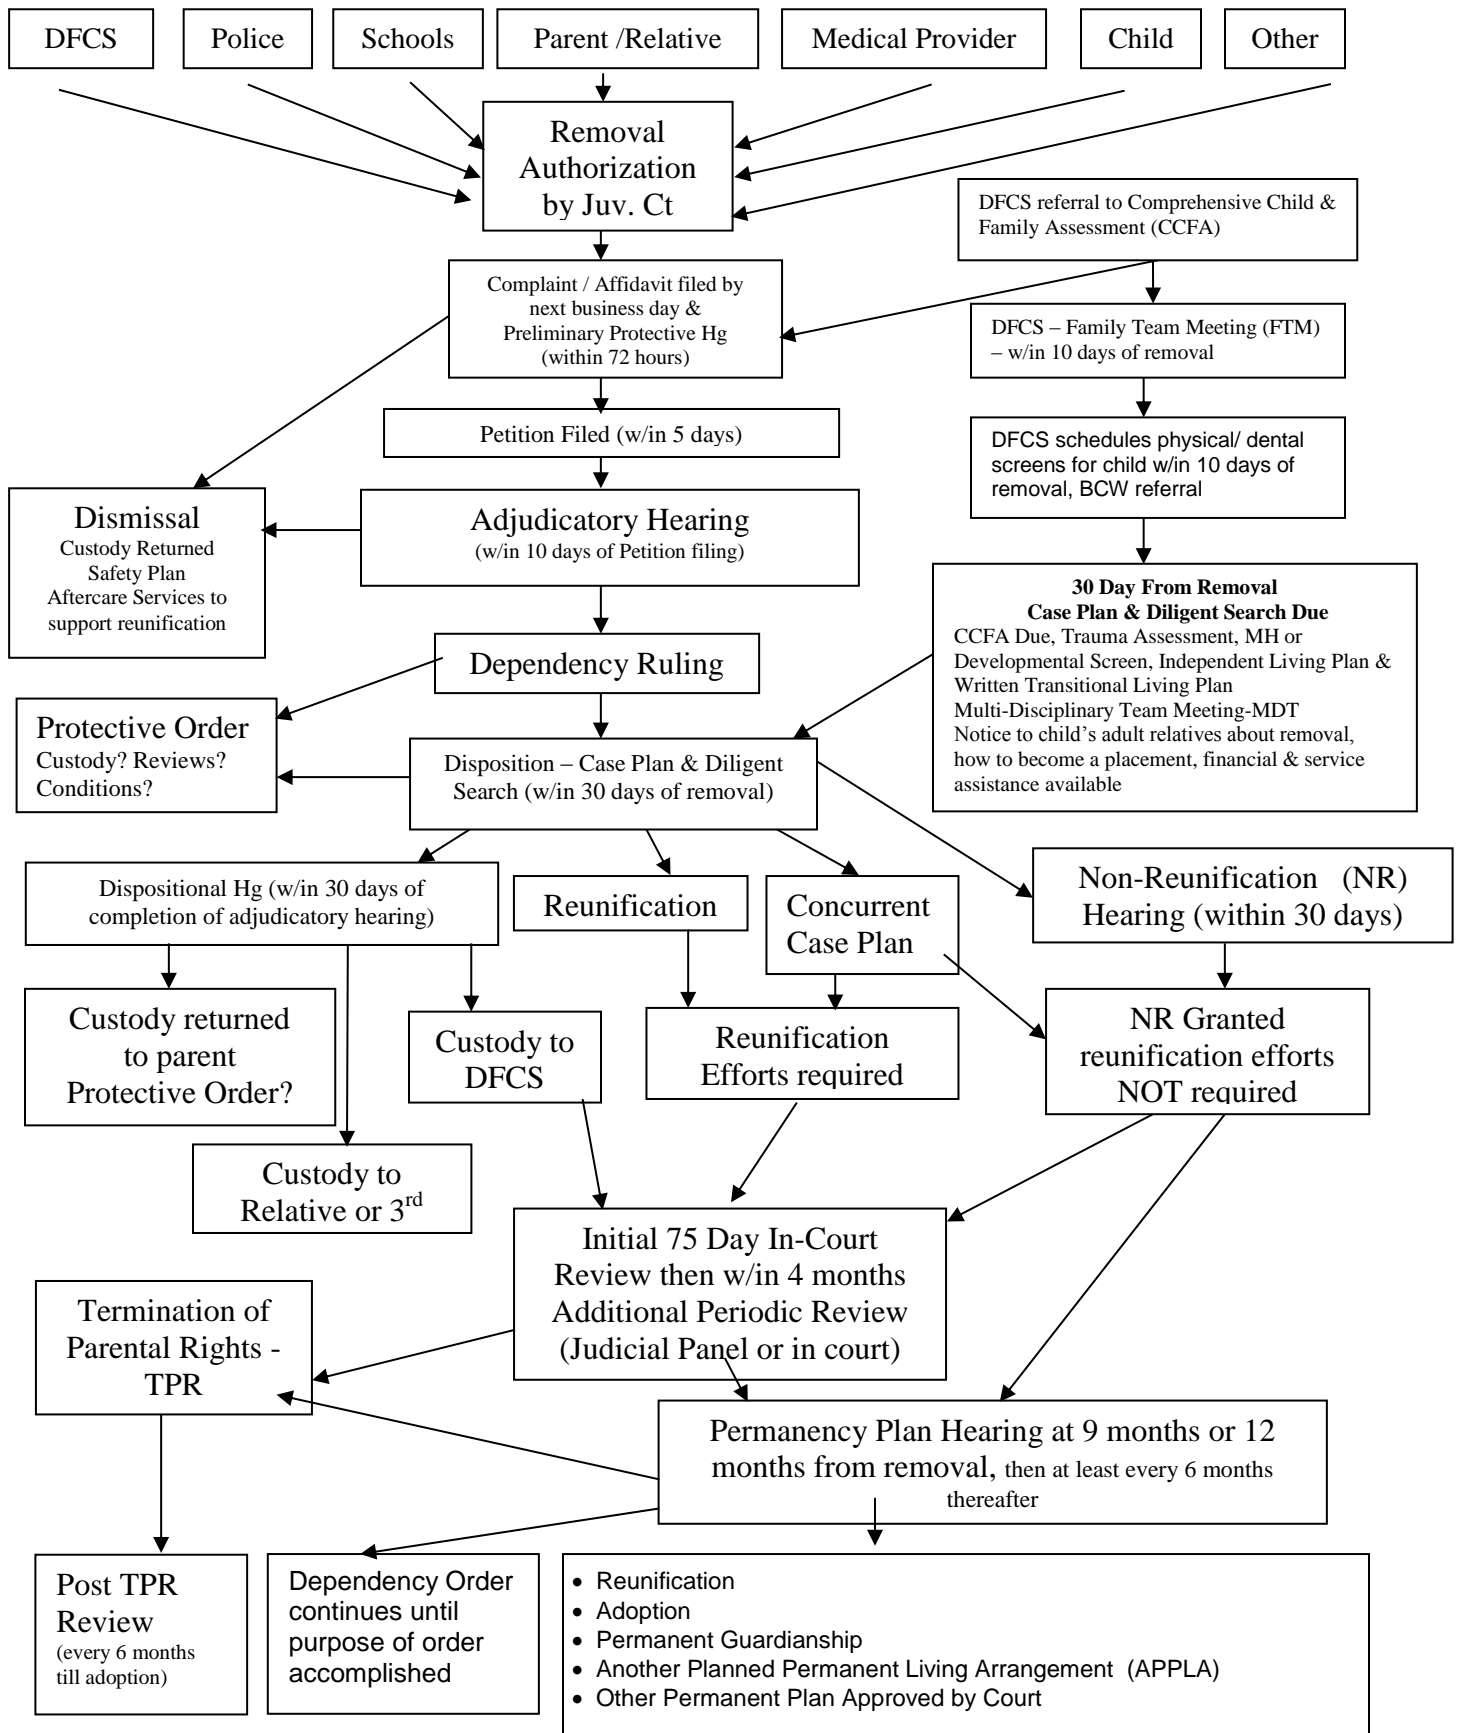 DFCS
Police
Schools
Parent /Relative
Medical Provider
Child
Other
Removal
Authorization
by Juv. Ct
DFCS referral to Comprehensive Child &
Family Assessment (CCFA)
Complaint / Affidavit filed by
next business day &
Preliminary Protective Hg
(within 72 hours)
DFCS – Family Team Meeting (FTM)
– w/in 10 days of removal
Petition Filed (w/in 5 days)
DFCS schedules physical/ dental
screens for child w/in 10 days of
removal, BCW referral
Dismissal
Custody Returned
Safety Plan
Aftercare Services to
support reunification
Adjudicatory Hearing
(w/in 10 days of Petition filing)
30 Day From Removal
Case Plan & Diligent Search Due
CCFA Due, Trauma Assessment, MH or
Developmental Screen, Independent Living Plan &
Written Transitional Living Plan
Multi-Disciplinary Team Meeting-MDT
Notice to child's adult relatives about removal,
how to become a placement, financial & service
assistance available
Dependency Ruling
Protective Order
Custody? Reviews?
Conditions?
Disposition – Case Plan & Diligent
Search (w/in 30 days of removal)
Dispositional Hg (w/in 30 days of
completion of adjudicatory hearing)
Reunification
Concurrent
Case Plan
Non-Reunification (NR)
Hearing (within 30 days)
Custody returned
to parent
Protective Order?
Custody to
DFCS
Reunification
Efforts required
NR Granted
reunification efforts
NOT required
Custody to
Relative or 3rd
Initial 75 Day In-Court
Review then w/in 4 months
Additional Periodic Review
(Judicial Panel or in court)
Termination of
Parental Rights -
TPR
Permanency Plan Hearing at 9 months or 12
months from removal, then at least every 6 months
thereafter
Post TPR
Review
(every 6 months
till adoption)
Dependency Order
continues until
purpose of order
accomplished
• Reunification
• Adoption
• Permanent Guardianship
• Another Planned Permanent Living Arrangement (APPLA)
• Other Permanent Plan Approved by Court